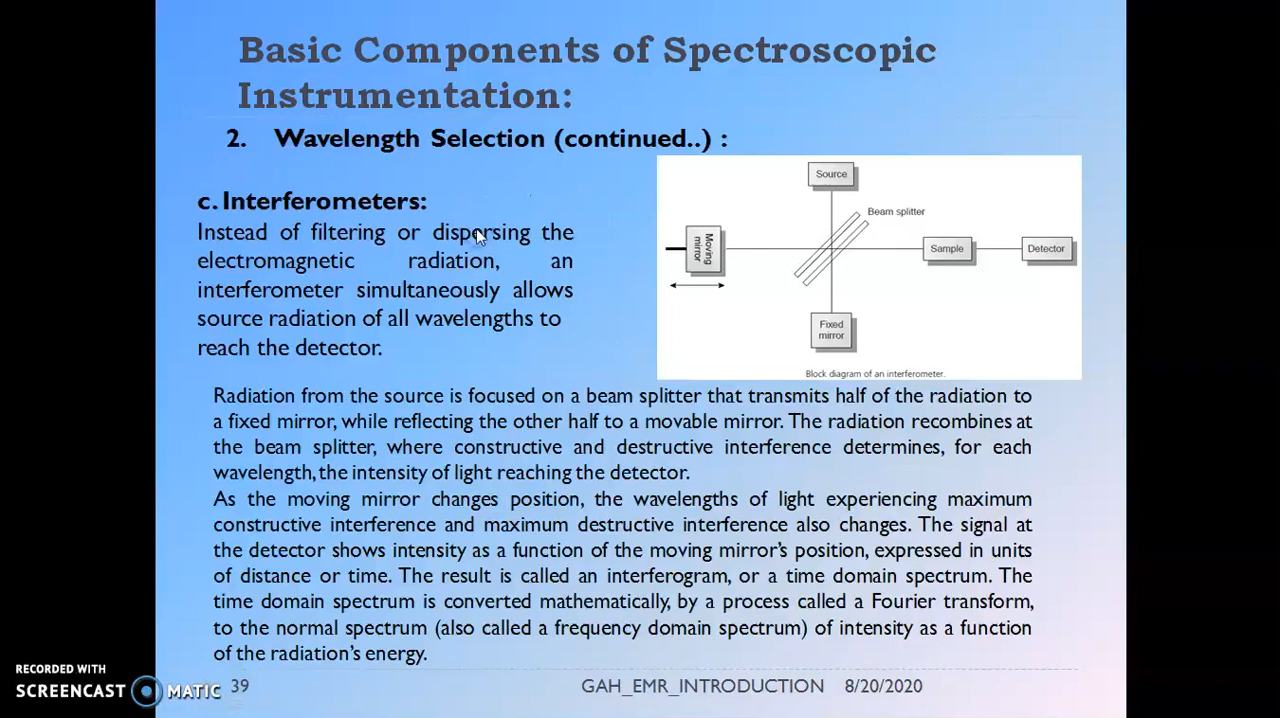 Basic Components of Spectroscopic
Instrumentation:
2. Wavelength Selection (continued..) :
c. Interferometers:
Instead of filtering or dispersing the
electromagnetic radiation, an
interferometer simultaneously allows
source radiation of all wavelengths to
reach the detector.
Source
Beam splitter
Moving
mirror
Sample
Detector
Fixed
mirror
Block diagram of an interferometer.
Radiation from the source is focused on a beam splitter that transmits half of the radiation to
a fixed mirror, while reflecting the other half to a movable mirror. The radiation recombines at
the beam splitter, where constructive and destructive interference determines, for each
wavelength, the intensity of light reaching the detector.
As the moving mirror changes position, the wavelengths of light experiencing maximum
constructive interference and maximum destructive interference also changes. The signal at
the detector shows intensity as a function of the moving mirror's position, expressed in units
of distance or time. The result is called an interferogram, or a time domain spectrum. The
time domain spectrum is converted mathematically, by a process called a Fourier transform,
to the normal spectrum (also called a frequency domain spectrum) of intensity as a function
of the radiation's energy.
RECORDED WITH
SCREENCAST MATIC
39
GAH_EMR_INTRODUCTION 8/20/2020